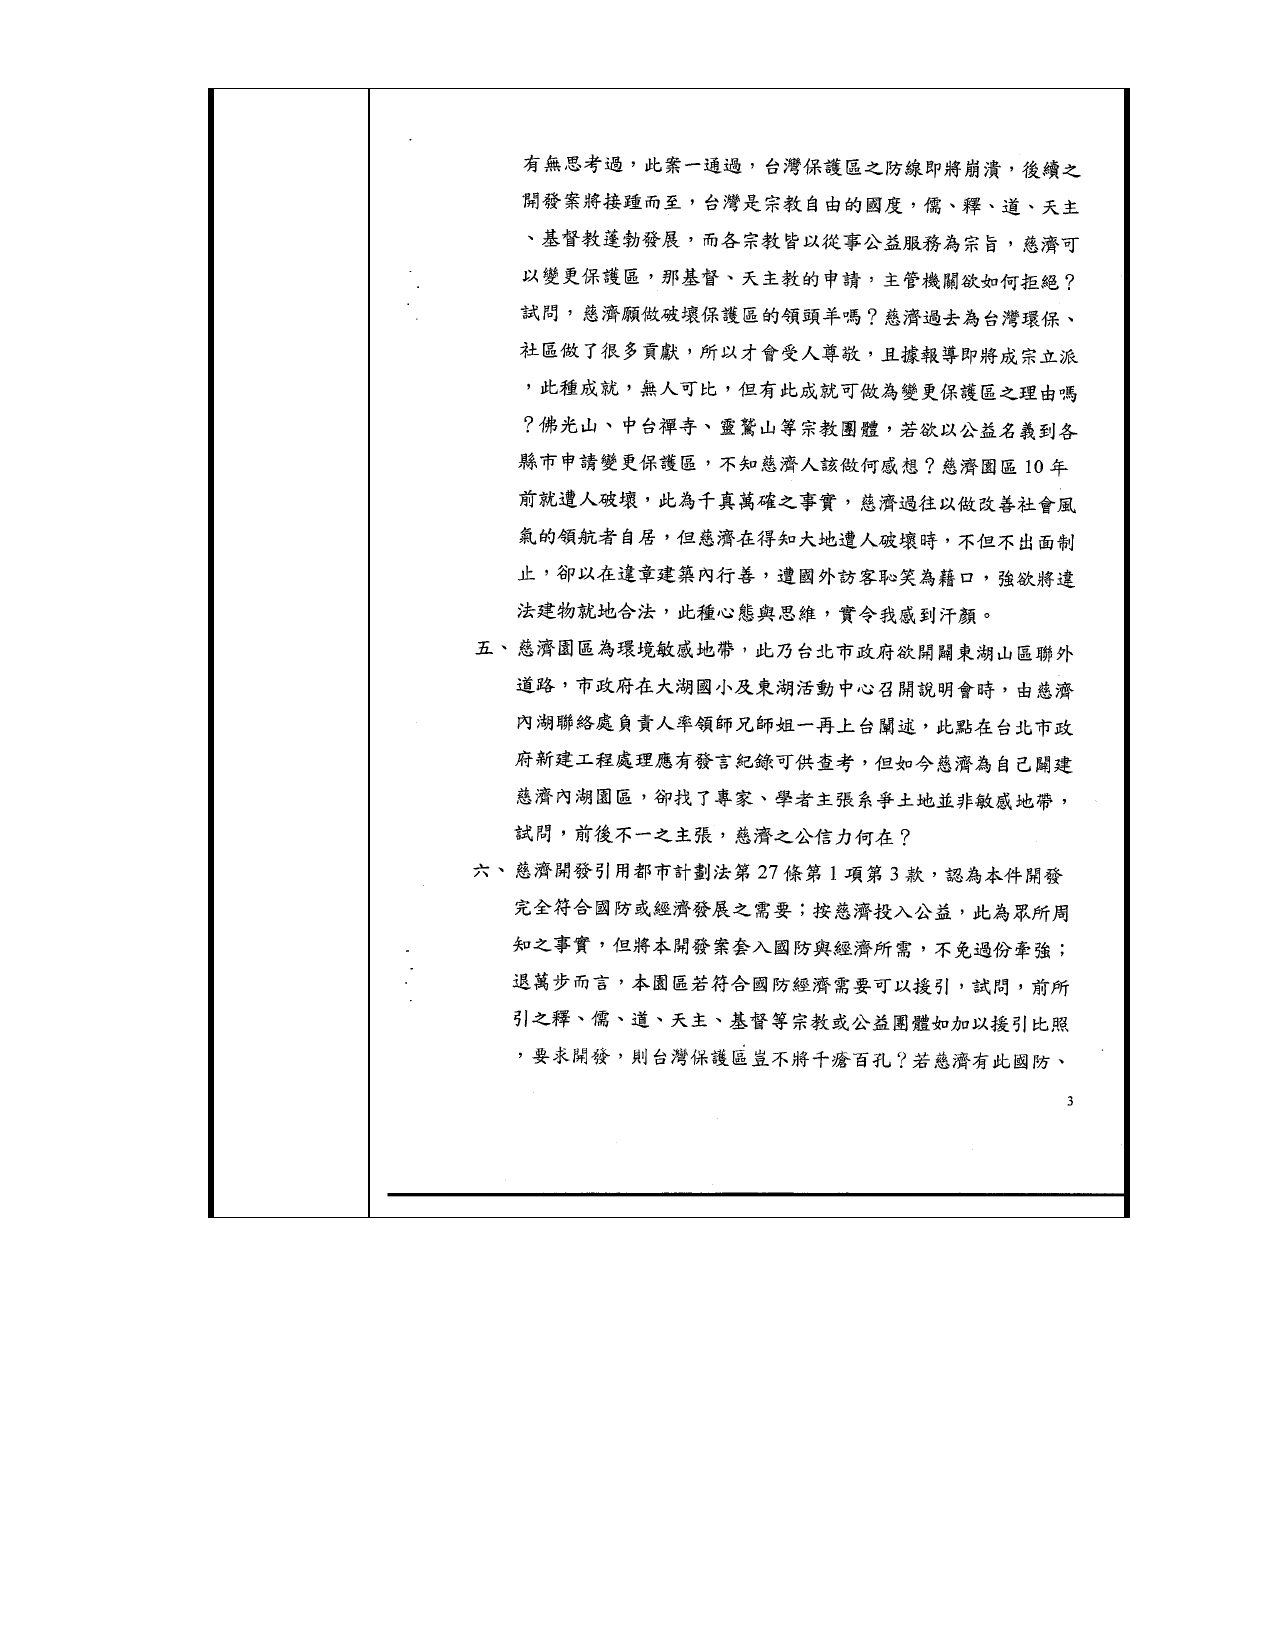 有無思考過，此案一通過，台灣保護區之防線即將崩潰，後續之
開發案將接踵而至，台灣是宗教自由的國度，儒、釋、道、天主
、基督教蓬勃發展，而各宗教皆以從事公益服務為宗旨，慈濟可
以變更保護區，那基督、天主教的申請，主管機關欲如何拒絕？
試問，慈濟願做破壞保護區的領頭羊嗎？慈濟過去為台灣環保、
社區做了很多貢獻，所以才會受人尊敬，且據報導即將成宗立派
，此種成就，無人可比，但有此成就可做為變更保護區之理由嗎
？佛光山、中台禪寺、靈鷲山等宗教團體，若欲以公益名義到各
縣市申請變更保護區，不知慈濟人該做何感想？慈濟園區 10 年
前就遭人破壞，此為千真萬確之事實，慈濟過往以做改善社會風
氣的領航者自居，但慈濟在得知大地遭人破壞時，不但不出面制
止，卻以在違章建築內行善，遭國外訪客恥笑為藉口，強欲將違
法建物就地合法，此種心態與思維，實令我感到汗顏。
五、慈濟園區為環境敏感地帶，此乃台北市政府欲開闢東湖山區聯外
道路，市政府在大湖國小及東湖活動中心召開說明會時，由慈濟
內湖聯絡處負責人率領師兄師姐一再上台闡述，此點在台北市政
府新建工程處理應有發言紀錄可供查考，但如今慈濟為自己闢建
慈濟內湖園區，卻找了專家、學者主張系爭土地並非敏感地帶，
試問，前後不一之主張，慈濟之公信力何在？
六、慈濟開發引用都市計劃法第 27 條第 1 項第 3 款，認為本件開發
完全符合國防或經濟發展之需要；按慈濟投入公益，此為眾所周
知之事實，但將本開發案套入國防與經濟所需，不免過份牽強；
退萬步而言，本園區若符合國防經濟需要可以援引，試問，前所
引之釋、儒、道、天主、基督等宗教或公益團體如加以援引比照
，要求開發，則台灣保護區豈不將千瘡百孔？若慈濟有此國防、
3